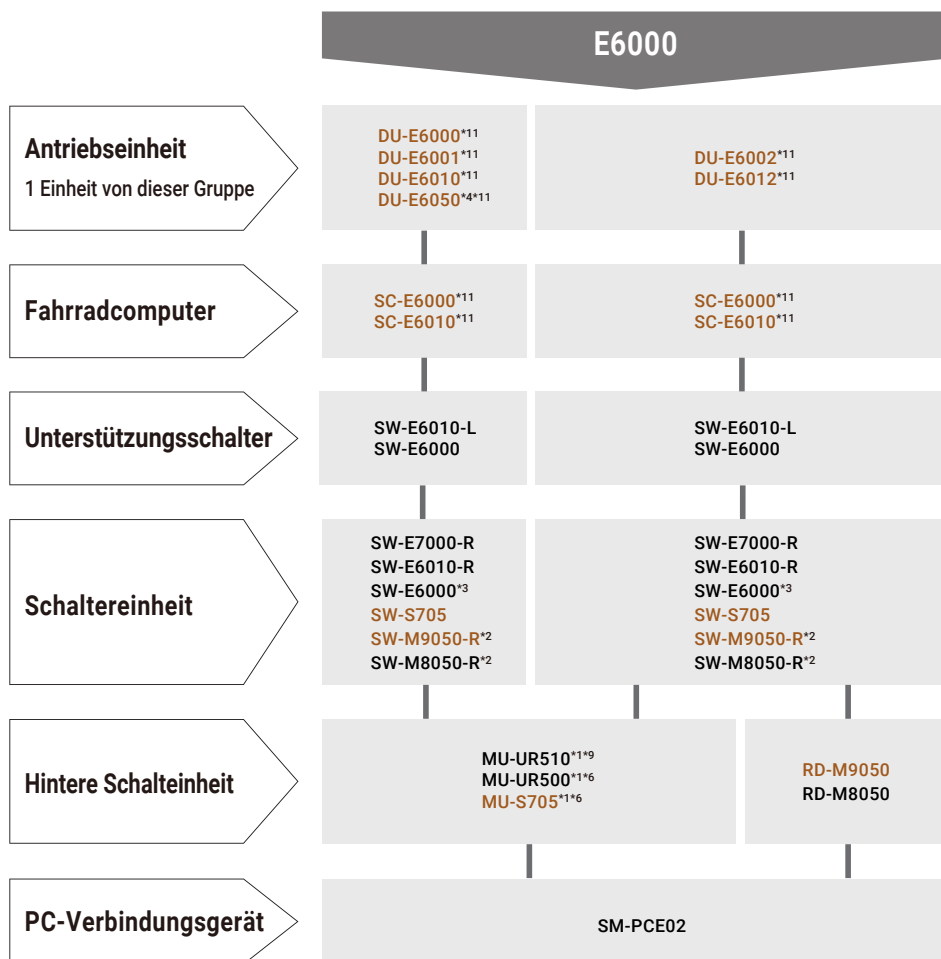 E6000
Antriebseinheit
1 Einheit von dieser Gruppe
DU-E6000*11
DU-E6001*11
DU-E6010*11
DU-E6050*4*11
DU-E6002*11
DU-E6012*11
Fahrradcomputer
SC-E6000*11
SC-E6010*11
SC-E6000*11
SC-E6010*11
Unterstützungsschalter
SW-E6010-L
SW-E6000
SW-E6010-L
SW-E6000
Schaltereinheit
SW-E7000-R
SW-E6010-R
SW-E6000*3
SW-S705
SW-M9050-R*2
SW-M8050-R*2
SW-E7000-R
SW-E6010-R
SW-E6000*3
SW-S705
SW-M9050-R*2
SW-M8050-R*2
Hintere Schalteinheit
MU-UR510*1*9
MU-UR500*1*6
MU-S705*1*6
RD-M9050
RD-M8050
PC-Verbindungsgerät
SM-PCE02